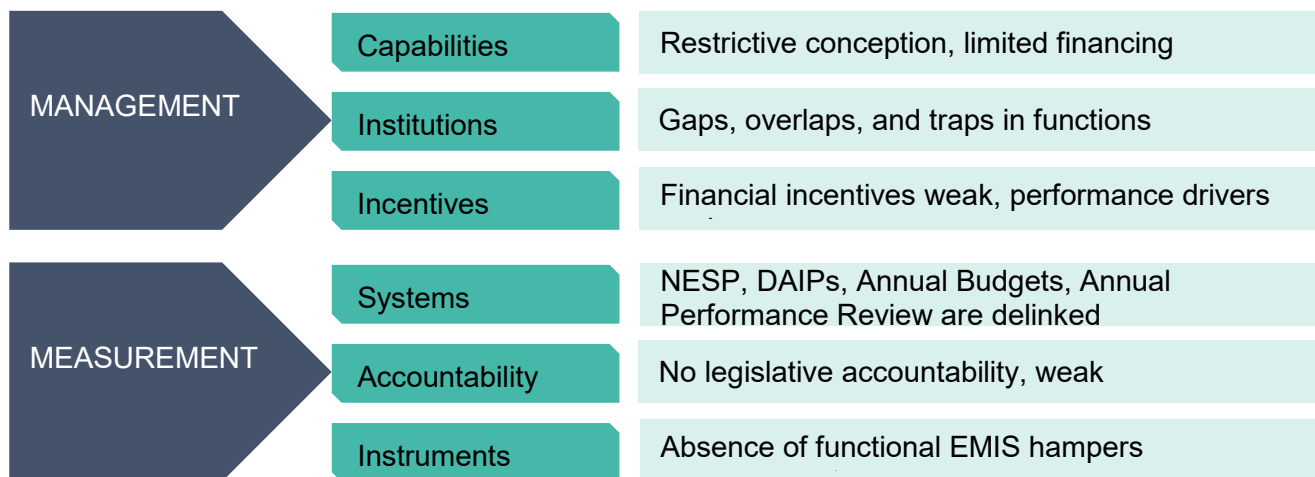 MANAGEMENT
Capabilities
Restrictive conception, limited financing
Institutions
Gaps, overlaps, and traps in functions
Incentives
Financial incentives weak, performance drivers
MEASUREMENT
Systems
NESP, DAIPs, Annual Budgets, Annual
Performance Review are delinked
Accountability
No legislative accountability, weak
Instruments
Absence of functional EMIS hampers